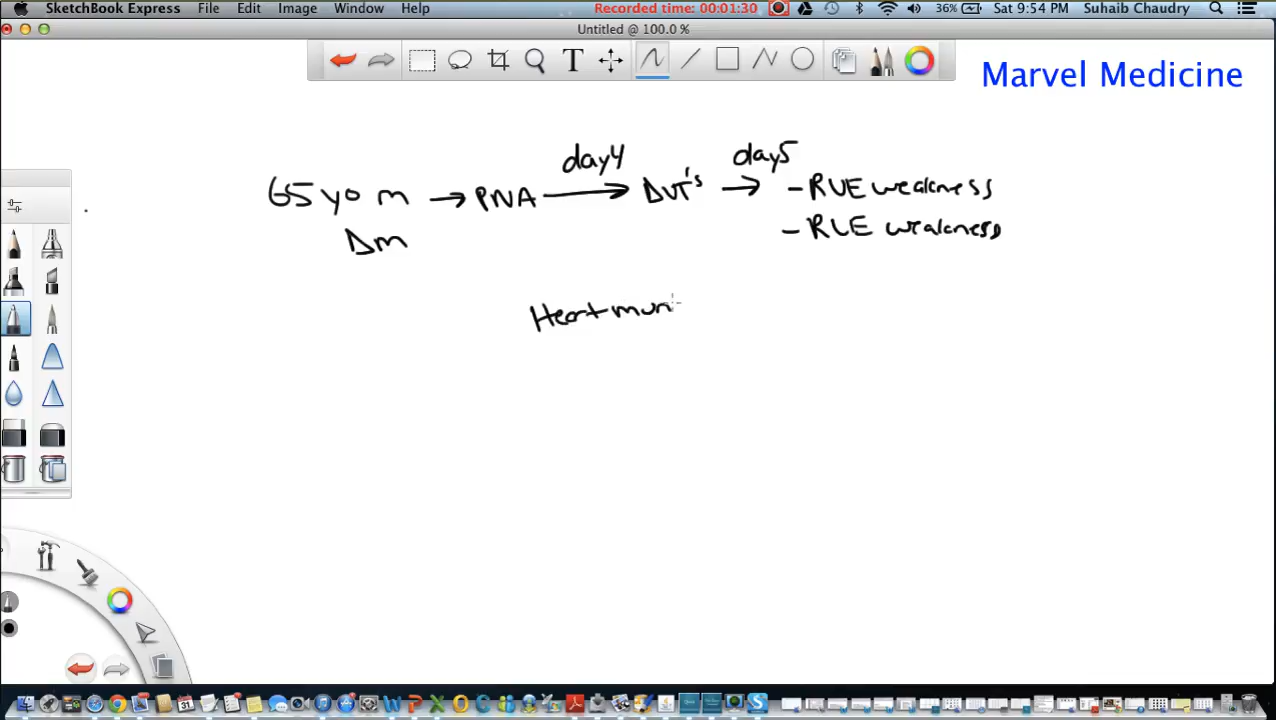 SketchBook Express File Edit Image Window Help Recorded time: 00:01:30 36% Sat 9:54 PM Suhaib Chaudry
Untitled @ 100.0 %
T
Marvel Medicine
day4 day5
65 yo m → PNA → DVT's → - RUE weakness
Δm - RLE weakness
Heart mur